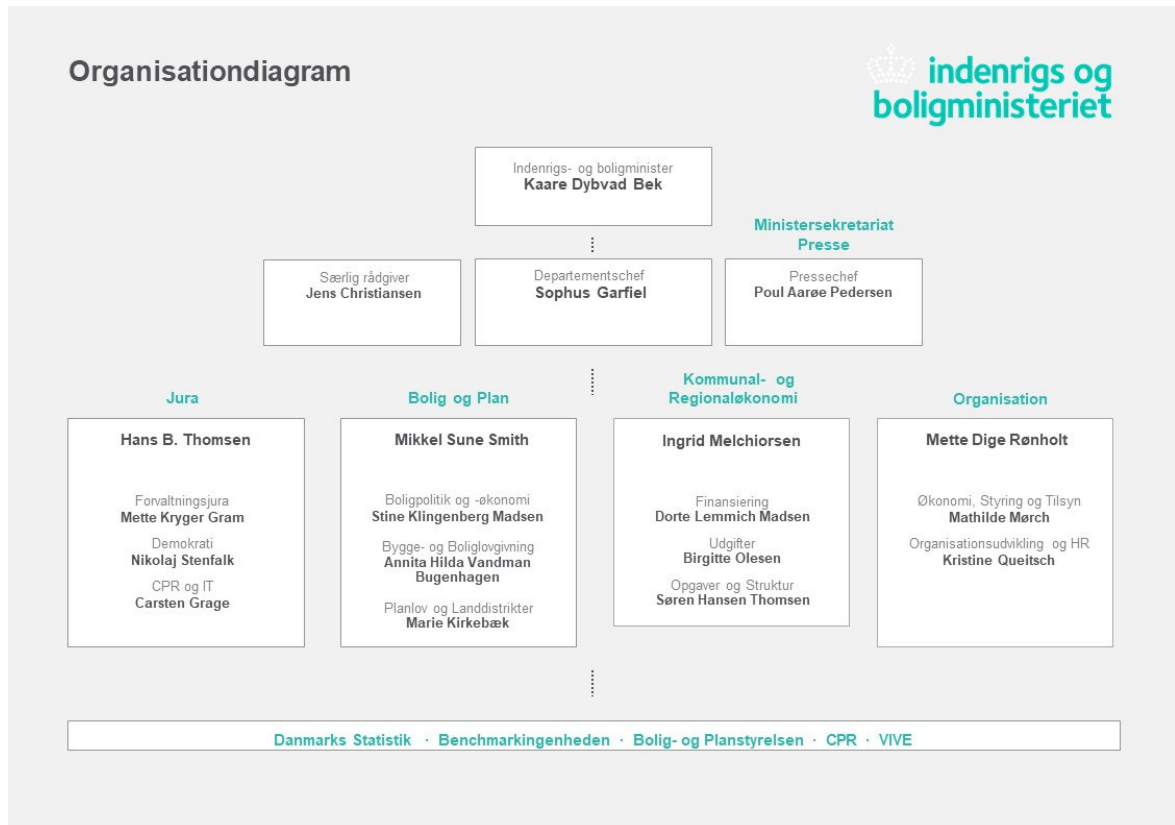 Organisationdiagram
indenrigs og
boligministeriet
Indenrigs- og boligminister
Kaare Dybvad Bek
Ministersekretariat
Presse
Særlig rådgiver
Jens Christiansen
Departementschef
Sophus Garfiel
Pressechef
Poul Aarøe Pedersen
Jura
Hans B. Thomsen
Forvaltningsjura
Mette Kryger Gram
Demokrati
Nikolaj Stenfalk
CPR og IT
Carsten Grage
Bolig og Plan
Mikkel Sune Smith
Boligpolitik og -økonomi
Stine Klingenberg Madsen
Bygge- og Boliglovgivning
Annita Hilda Vandman
Bugenhagen
Planlov og Landdistrikter
Marie Kirkebæk
Kommunal- og
Regionaløkonomi
Ingrid Melchiorsen
Finansiering
Dorte Lemmich Madsen
Udgifter
Birgitte Olesen
Opgaver og Struktur
Søren Hansen Thomsen
Organisation
Mette Dige Rønholt
Økonomi, Styring og Tilsyn
Mathilde Mørch
Organisationsudvikling og HR
Kristine Queitsch
Danmarks Statistik · Benchmarkingenheden · Bolig- og Planstyrelsen · CPR · VIVE